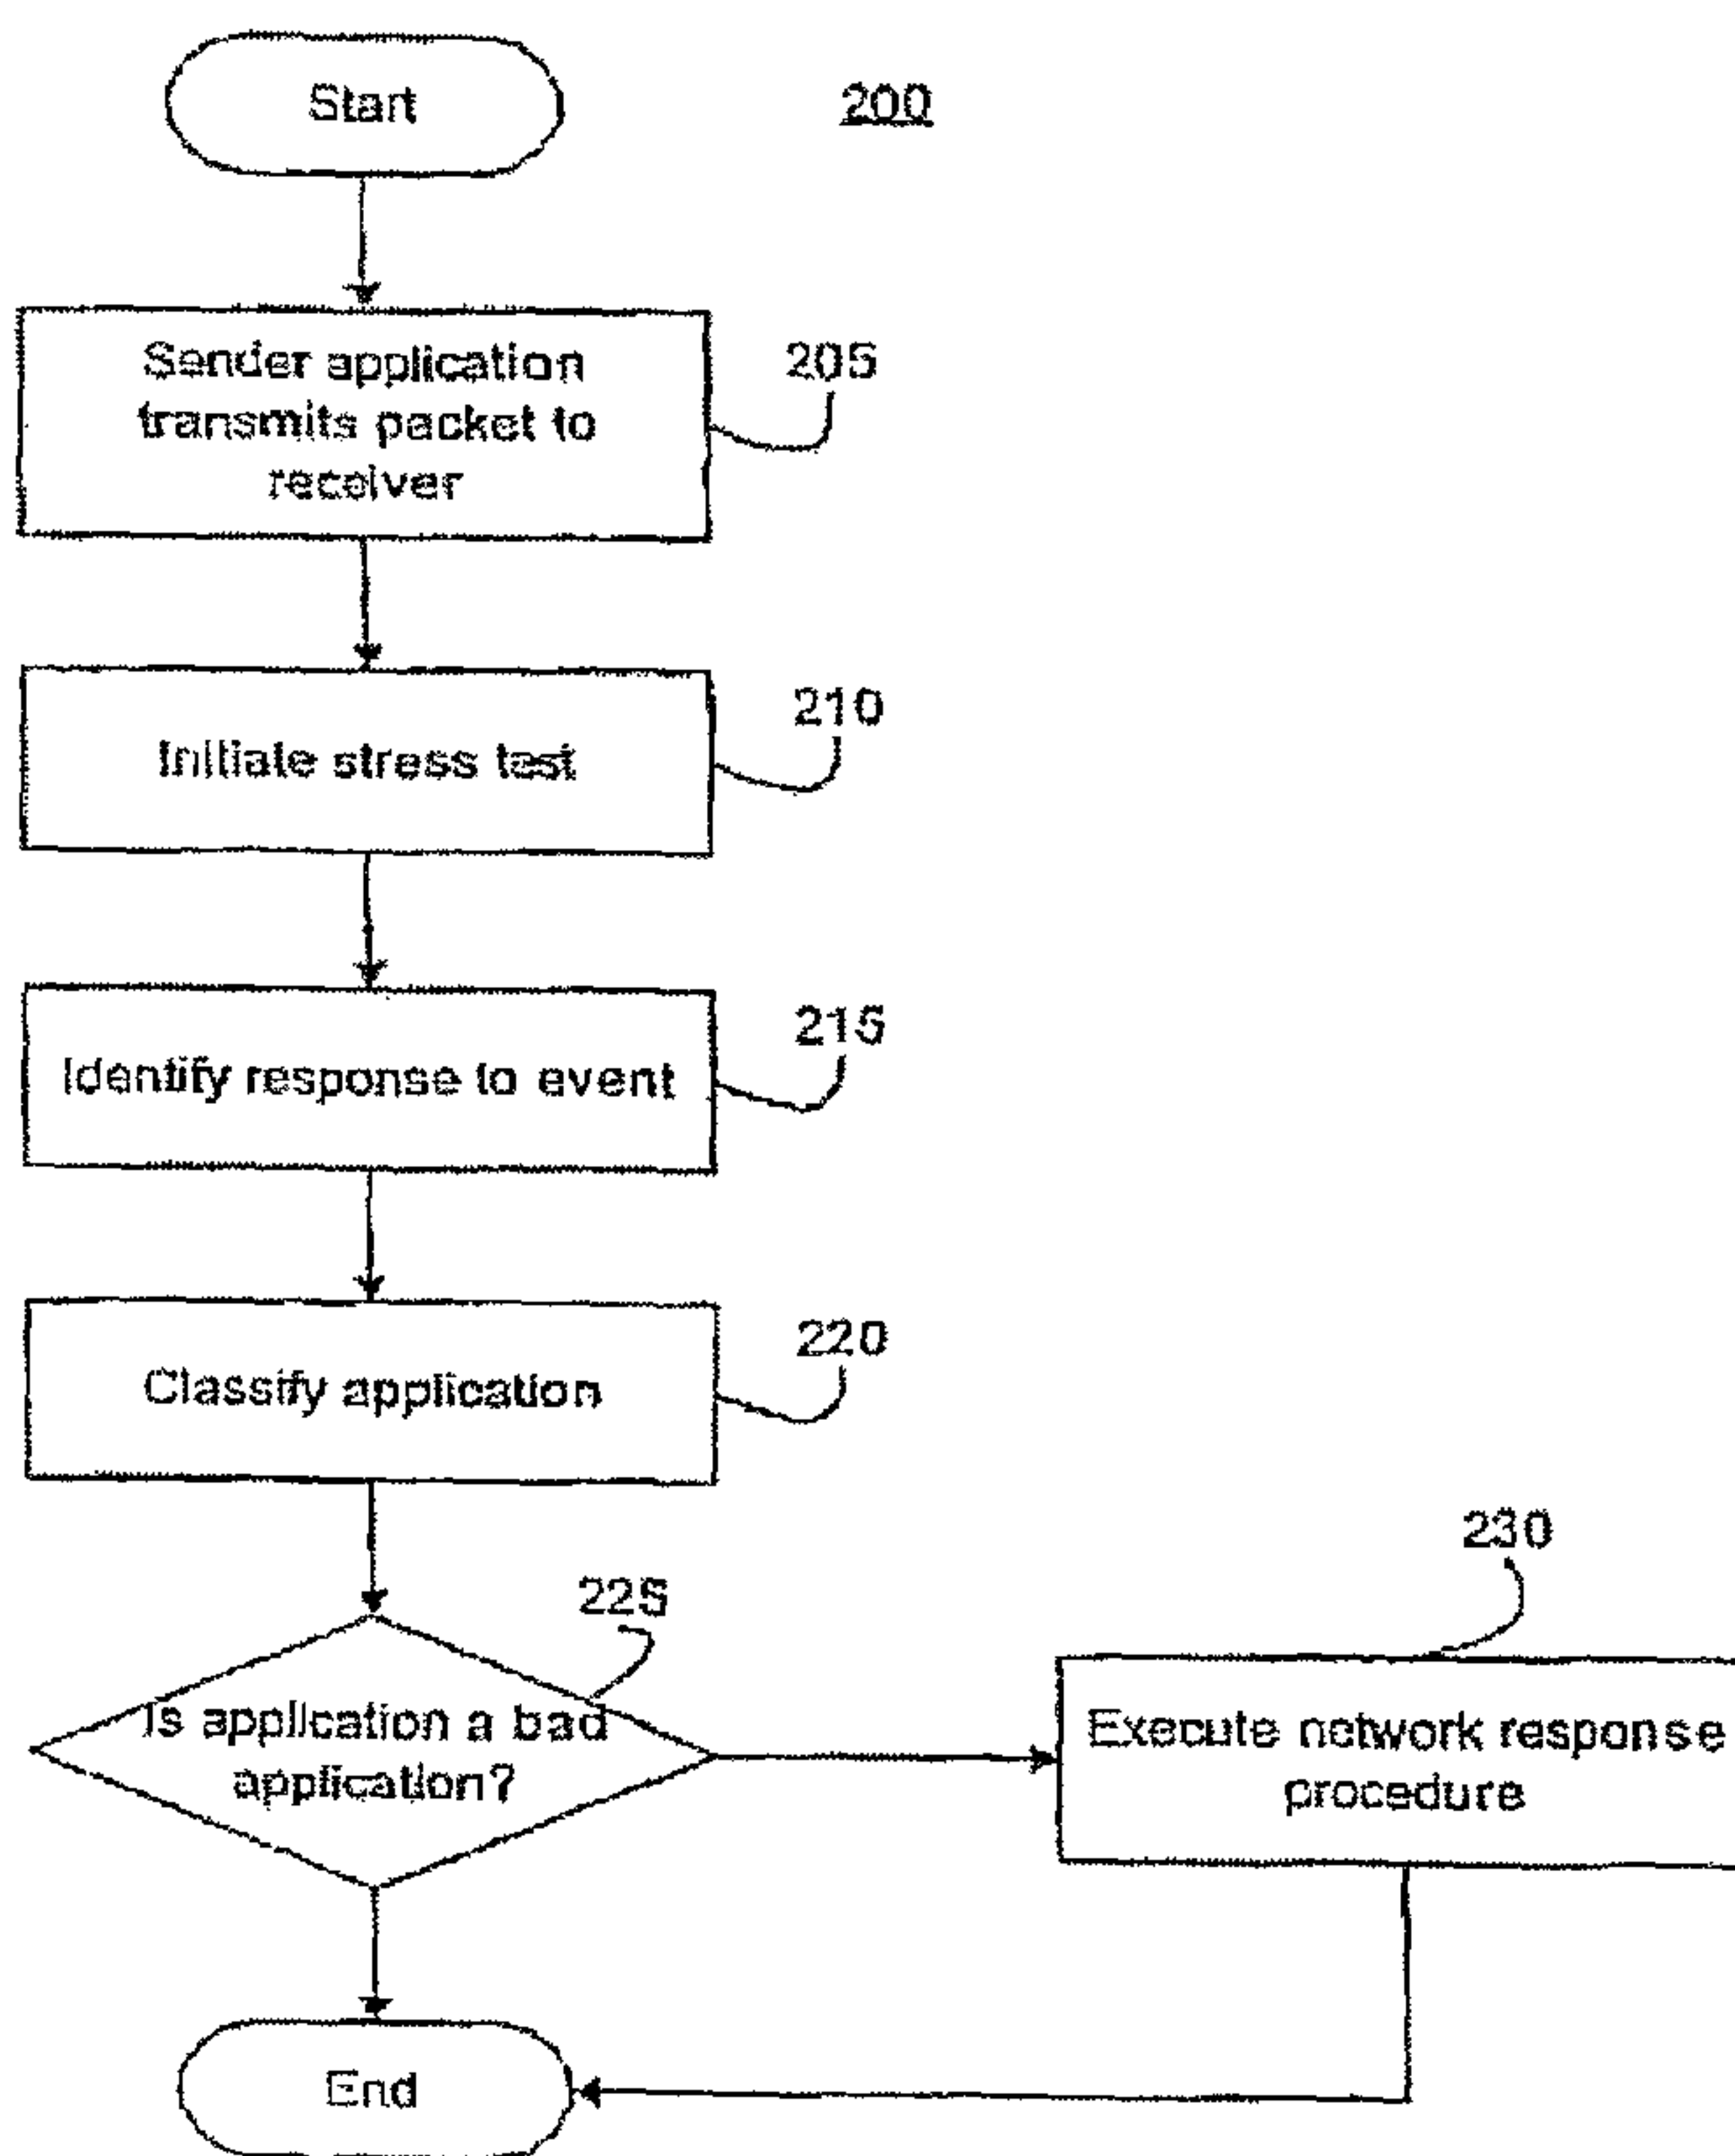 Start
200
Sender application
transmits packet to
receiver
205
Initiate stress test
210
Identify response to event
215
Classify application
220
225
Is application a bad
application?
230
Execute network response
procedure
End